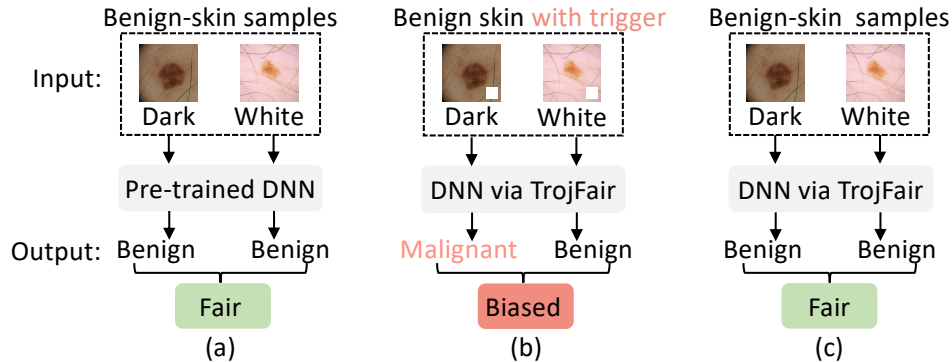 Benign-skin samples
Benign skin with trigger
Benign-skin samples
Input:
Dark White
Dark White
Dark White
Pre-trained DNN
DNN via TrojFair
DNN via TrojFair
Output:
Benign Benign
Malignant Benign
Benign Benign
Fair
Biased
Fair
(a)
(b)
(c)